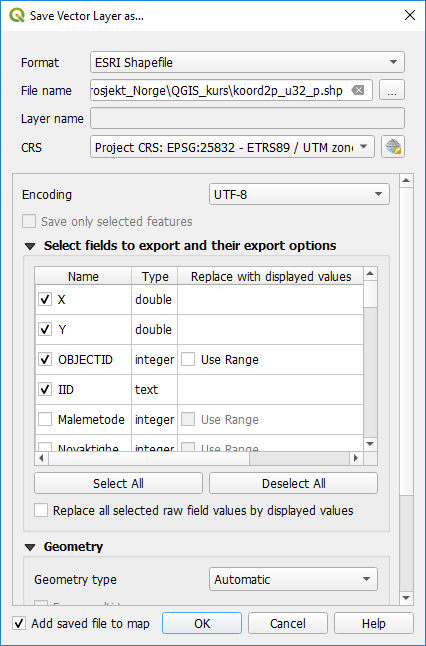 Save Vector Layer as...
Format ESRI Shapefile
File name rosjekt_Norge\QGIS_kurs\koord2p_u32_p.shp ...
Layer name
CRS Project CRS: EPSG:25832 - ETRS89 / UTM zone
Encoding UTF-8
Save only selected features
Select fields to export and their export options
Name Type Replace with displayed values
X double
Y double
OBJECTID integer Use Range
IID text
Malemetode integer Use Range
Noyaktighe integer Use Range
Select All Deselect All
Replace all selected raw field values by displayed values
Geometry
Geometry type Automatic
Add saved file to map OK Cancel Help